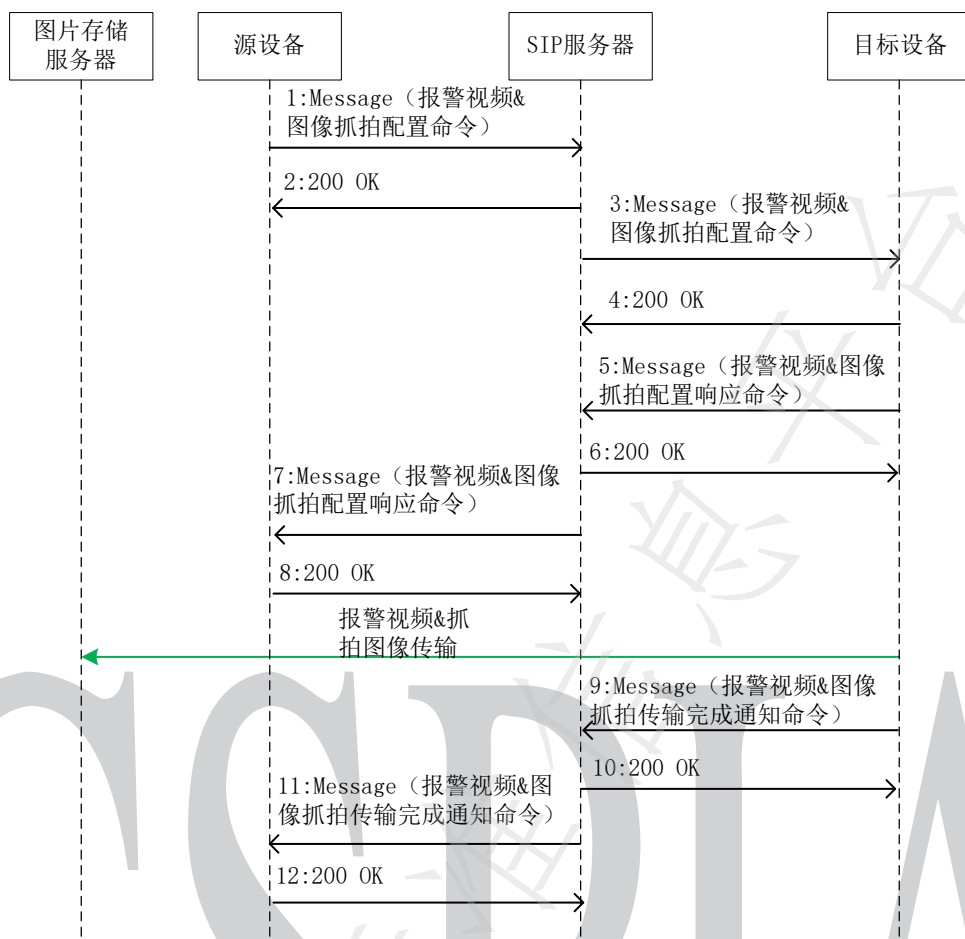 图片存储
服务器
源设备
SIP服务器
目标设备
1:Message（报警视频&
图像抓拍配置命令）
2:200 OK
3:Message（报警视频&
图像抓拍配置命令）
4:200 OK
5:Message（报警视频&图像
抓拍配置响应命令）
6:200 OK
7:Message（报警视频&图像
抓拍配置响应命令）
8:200 OK
报警视频&抓
拍图像传输
9:Message（报警视频&图像
抓拍传输完成通知命令）
10:200 OK
11:Message（报警视频&图
像抓拍传输完成通知命令）
12:200 OK